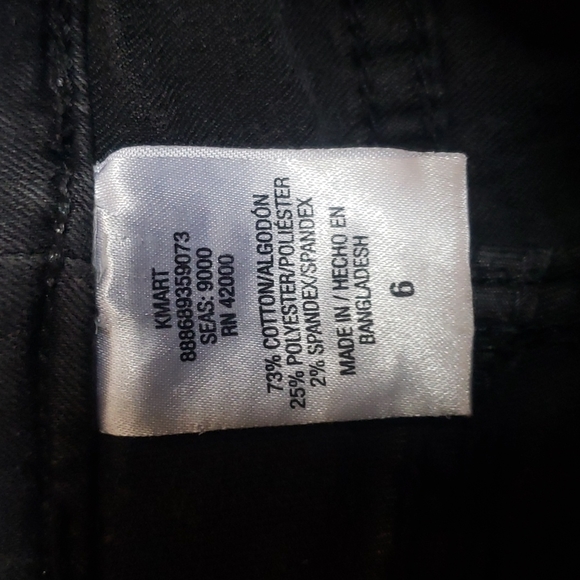 KMART
888689359073
SEAS: 9000
RN 42000
73% COTTON/ALGODÓN
25% POLYESTER/POLIÉSTER
2% SPANDEX/SPANDEX
MADE IN / HECHO EN
BANGLADESH
6